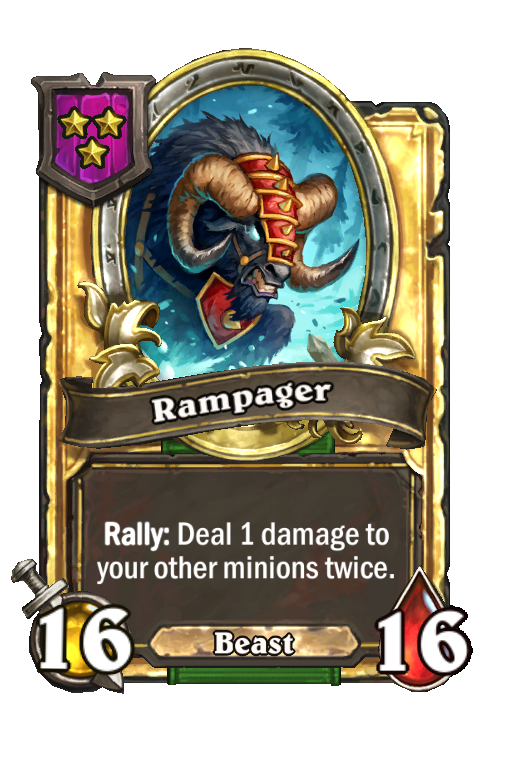 Rampager
Rally: Deal 1 damage to
your other minions twice.
16
Beast
16